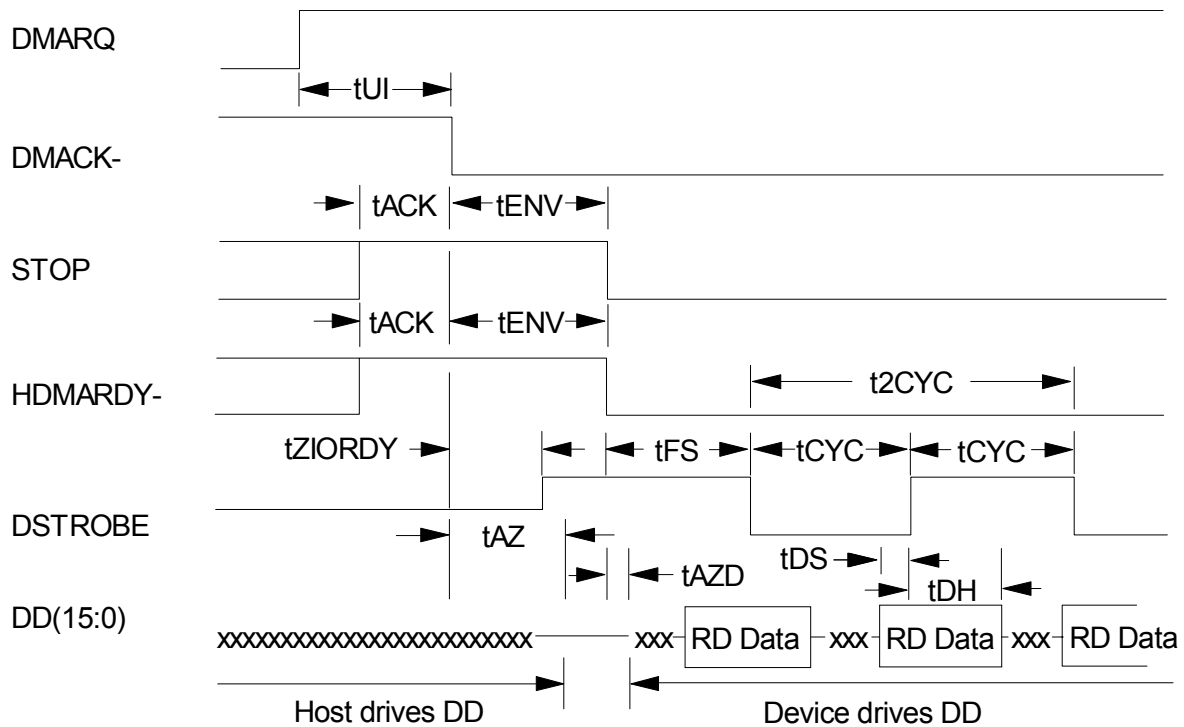 DMARQ
tUI
DMACK-
tACK tENV
STOP
tACK tENV
HDMARDY-
t2CYC
tZIORDY tFS tCYC tCYC
DSTROBE
tAZ
tDS
tAZD
tDH
DD(15:0)
xxxxxxxxxxxxxxxxxxxxxxxx xxx RD Data xxx RD Data xxx RD Data
Host drives DD Device drives DD